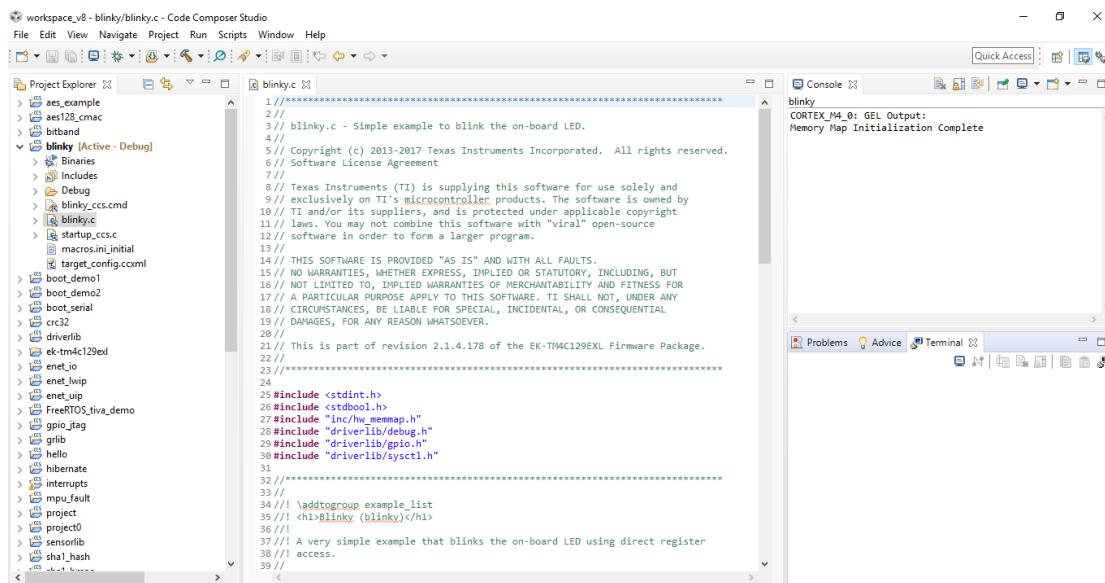 workspace_v8 - blinky/blinky.c - Code Composer Studio
File Edit View Navigate Project Run Scripts Window Help
Quick Access
Project Explorer
aes_example
aes128_cmac
bitband
blinky [Active - Debug]
Binaries
Includes
Debug
blinky_ccs.cmd
blinky.c
startup_ccs.c
macros.ini_initial
target_config.ccxml
boot_demo1
boot_demo2
boot_serial
crc32
driverlib
ek-tm4c129exl
enet_io
enet_lwip
enet_uip
FreeRTOS_tiva_demo
gpio_jtag
grlib
hello
hibernate
interrupts
mpu_fault
project
project0
sensorlib
sha1_hash
blinky.c
1 //*****************************************************************************
2 //
3 // blinky.c - Simple example to blink the on-board LED.
4 //
5 // Copyright (c) 2013-2017 Texas Instruments Incorporated.  All rights reserved.
6 // Software License Agreement
7 //
8 // Texas Instruments (TI) is supplying this software for use solely and
9 // exclusively on TI's microcontroller products. The software is owned by
10 // TI and/or its suppliers, and is protected under applicable copyright
11 // laws. You may not combine this software with "viral" open-source
12 // software in order to form a larger program.
13 //
14 // THIS SOFTWARE IS PROVIDED "AS IS" AND WITH ALL FAULTS.
15 // NO WARRANTIES, WHETHER EXPRESS, IMPLIED OR STATUTORY, INCLUDING, BUT
16 // NOT LIMITED TO, IMPLIED WARRANTIES OF MERCHANTABILITY AND FITNESS FOR
17 // A PARTICULAR PURPOSE APPLY TO THIS SOFTWARE. TI SHALL NOT, UNDER ANY
18 // CIRCUMSTANCES, BE LIABLE FOR SPECIAL, INCIDENTAL, OR CONSEQUENTIAL
19 // DAMAGES, FOR ANY REASON WHATSOEVER.
20 //
21 // This is part of revision 2.1.4.178 of the EK-TM4C129EXL Firmware Package.
22 //
23 //*****************************************************************************
24
25 #include <stdint.h>
26 #include <stdbool.h>
27 #include "inc/hw_memmap.h"
28 #include "driverlib/debug.h"
29 #include "driverlib/gpio.h"
30 #include "driverlib/sysctl.h"
31
32 //*****************************************************************************
33 //
34 //! \addtogroup example_list
35 //! <h1>Blinky (blinky)</h1>
36 //!
37 //! A very simple example that blinks the on-board LED using direct register
38 //! access.
39 //
Console
blinky
CORTEX_M4_0: GEL Output:
Memory Map Initialization Complete
Problems Advice Terminal